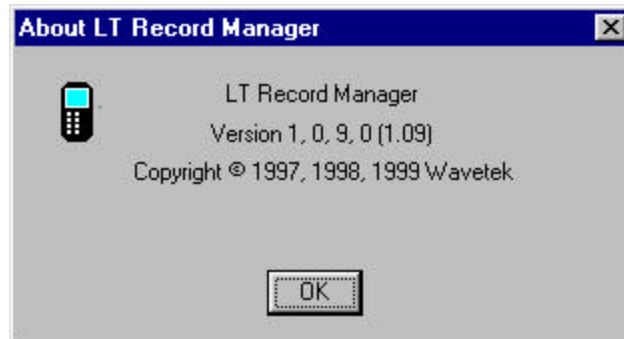 About LT Record Manager
LT Record Manager
Version 1, 0, 9, 0 (1.09)
Copyright © 1997, 1998, 1999 Wavetek
OK